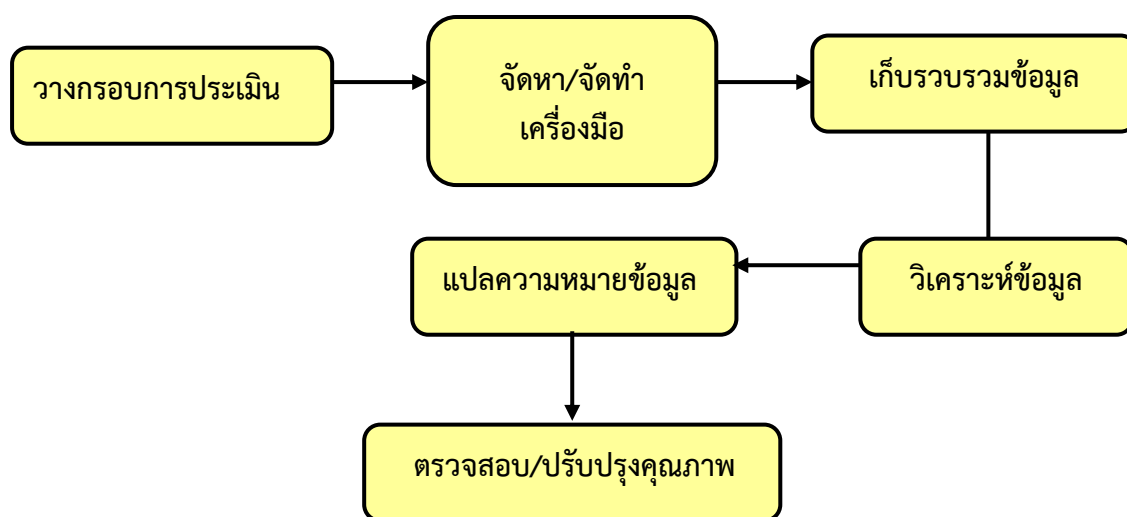 วางกรอบการประเมิน
จัดหา/จัดทำ
เครื่องมือ
เก็บรวบรวมข้อมูล
วิเคราะห์ข้อมูล
แปลความหมายข้อมูล
ตรวจสอบ/ปรับปรุงคุณภาพ